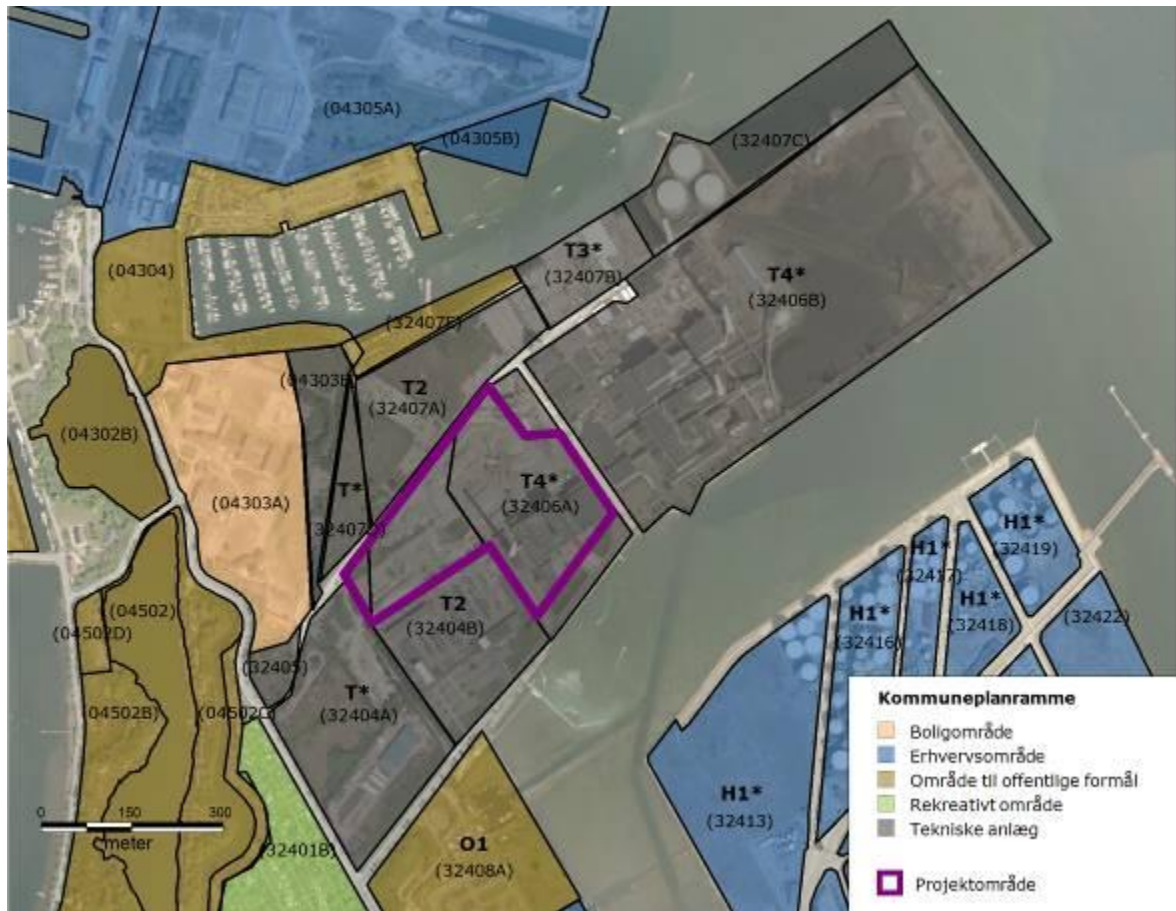 (04305A)
(04305B)
(32407C)
(04304)
T3*
(32407B)
T4*
(32406B)
(32407E)
(04303B)
T2
(32407A)
(04302B)
(04303A)
T*
T4*
(32406A)
H1*
(32419)
H1*
(32417)
H1*
(32416)
H1*
(32418)
(32422)
(04502)
(04502D)
T2
(32404B)
(32405)
(04502B)
(04502C)
T*
(32404A)
H1*
(32413)
0 150 300
meter
(32401B)
O1
(32408A)
Kommuneplanramme
Boligområde
Erhvervsområde
Område til offentlige formål
Rekreativt område
Tekniske anlæg
Projektområde